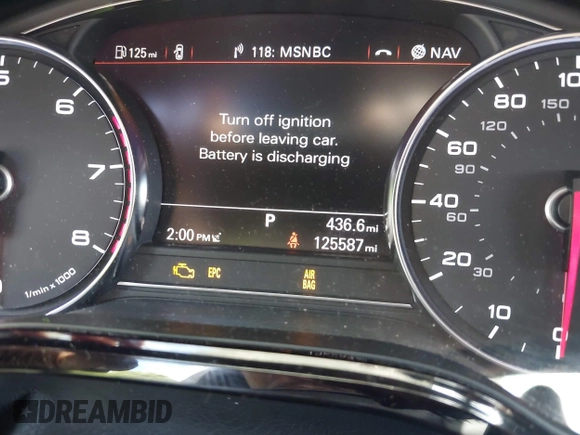 125 mi
118: MSNBC
NAV
Turn off ignition
before leaving car.
Battery is discharging
P
436.6 mi
2:00 PM
125587 mi
EPC
AIR
BAG
5
6
7
8
1/min x 1000
100
80
60
40
20
10
0
150
120
90
60
30
DREAMBID